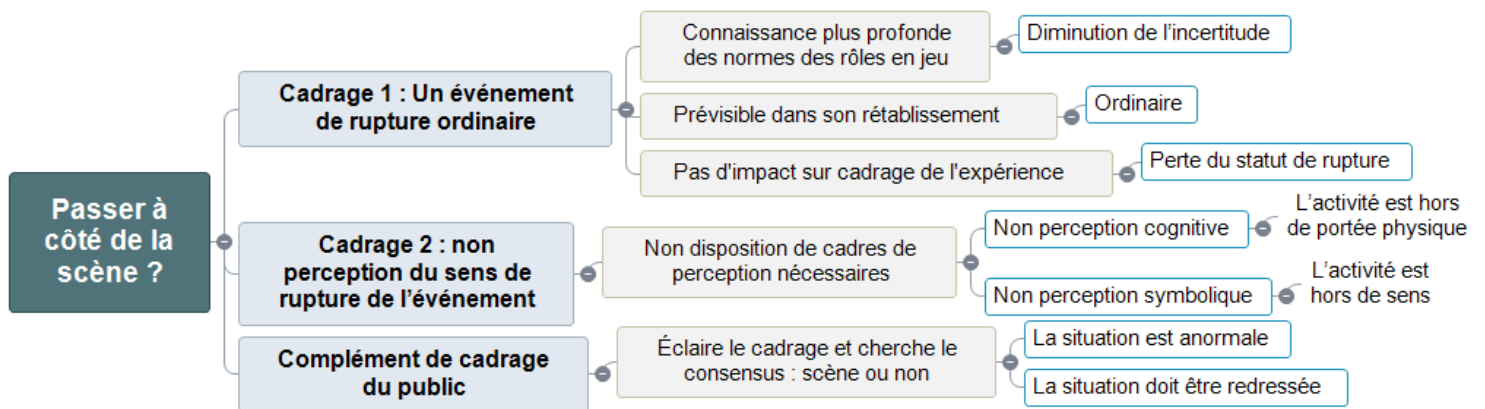 Passer à
côté de la
scène ?
Cadrage 1 : Un événement
de rupture ordinaire
Connaissance plus profonde
des normes des rôles en jeu
Diminution de l'incertitude
Prévisible dans son rétablissement
Ordinaire
Pas d'impact sur cadrage de l'expérience
Perte du statut de rupture
Cadrage 2 : non
perception du sens de
rupture de l'événement
Non disposition de cadres de
perception nécessaires
Non perception cognitive
L'activité est hors
de portée physique
Non perception symbolique
L'activité est
hors de sens
Complément de cadrage
du public
Éclaire le cadrage et cherche le
consensus : scène ou non
La situation est anormale
La situation doit être redressée